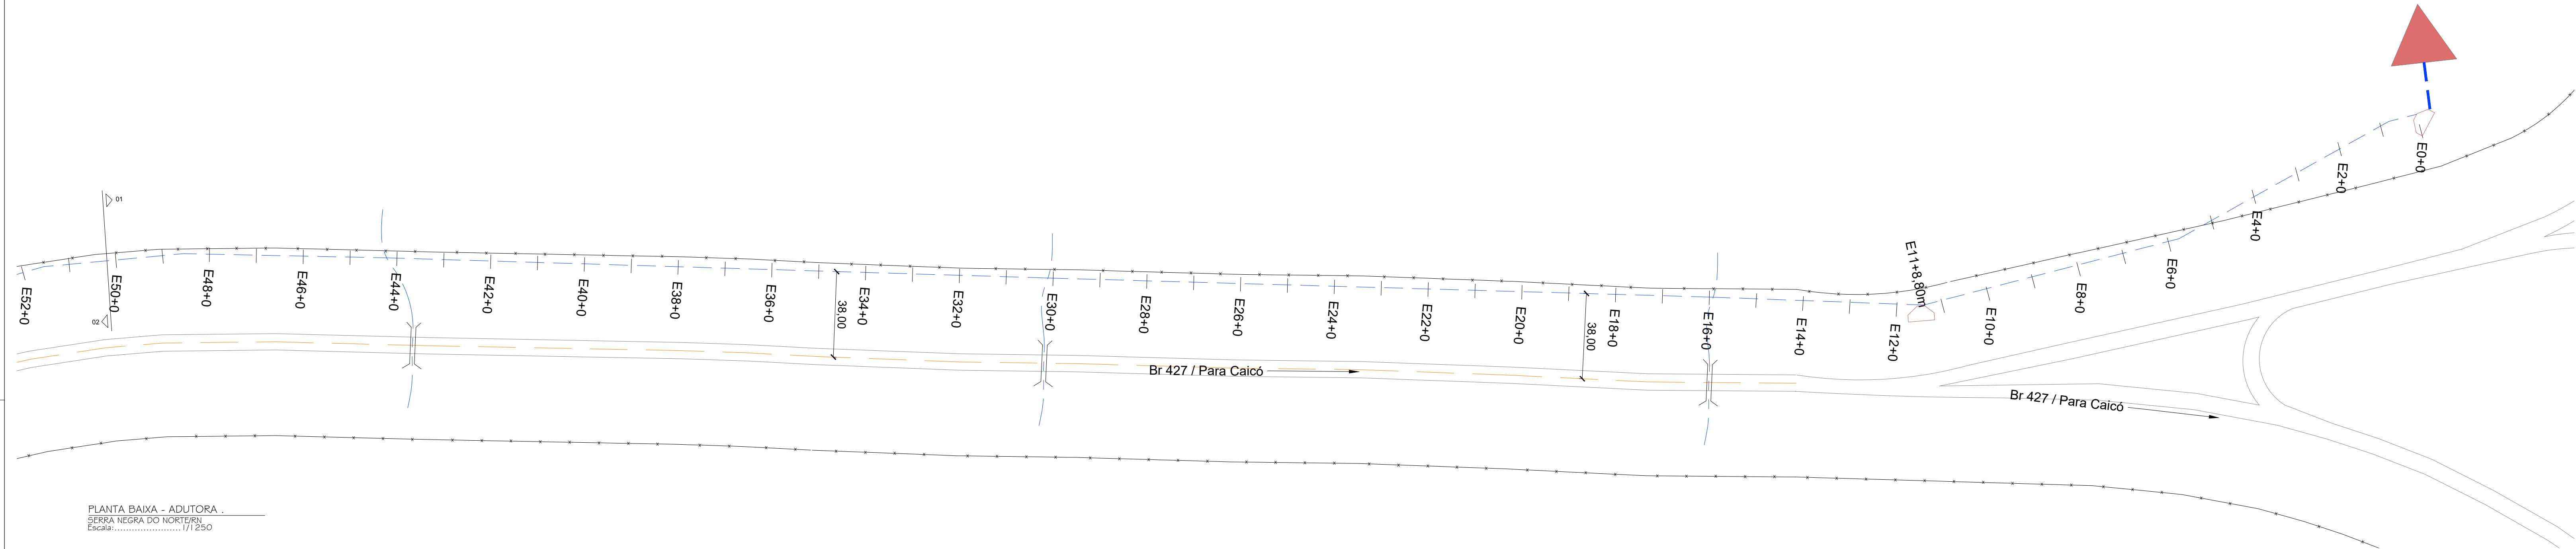 E0+0
E2+0
E4+0
E6+0
E8+0
E10+0
E11+8,80m
E12+0
E14+0
E16+0
E18+0
38,00
E20+0
E22+0
E24+0
E26+0
E28+0
E30+0
E32+0
E34+0
38,00
E36+0
E38+0
E40+0
E42+0
E44+0
E46+0
E48+0
E50+0
E52+0
01
02
Br 427 / Para Caicó
Br 427 / Para Caicó
PLANTA BAIXA - ADUTORA .
SERRA NEGRA DO NORTE/RN
Escala:.......................1/1250